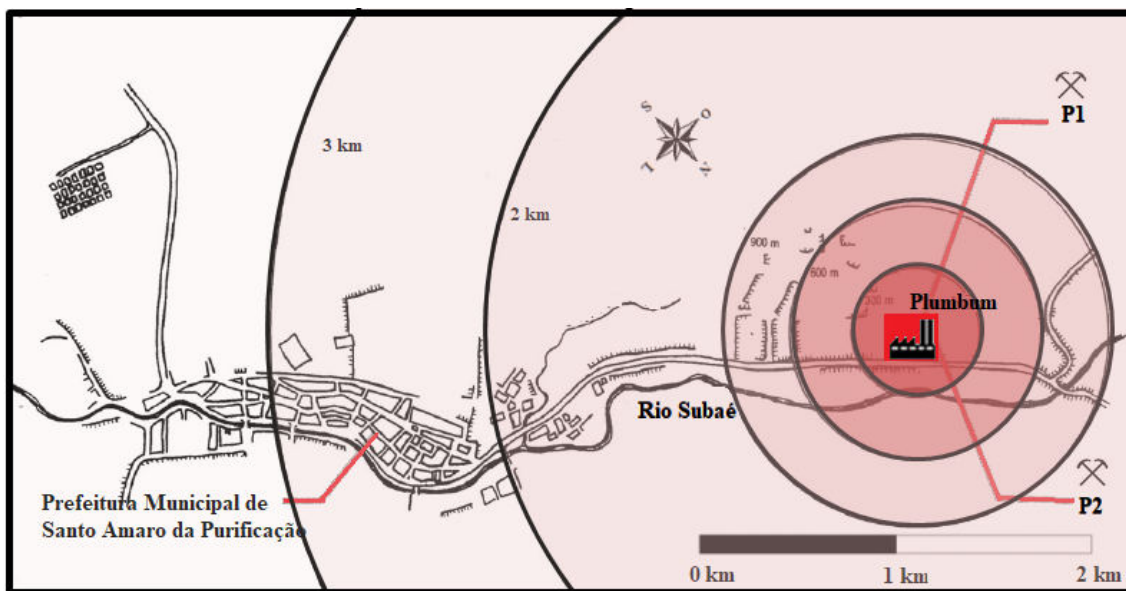 P1
S
O
L
N
3 km
2 km
900 m
600 m
300 m
Plumbum
Rio Subaé
Prefeitura Municipal de
Santo Amaro da Purificação
P2
0 km
1 km
2 km